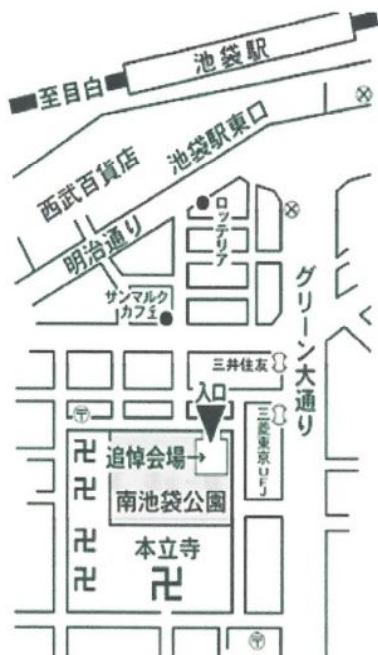 池袋駅
至目白
池袋駅東口
西武百貨店
明治通り
ロッテリア
サンマルク
カフェ
グリーン大通り
三井住友
入口
三菱東京UFJ
追悼会場→
南池袋公園
本立寺